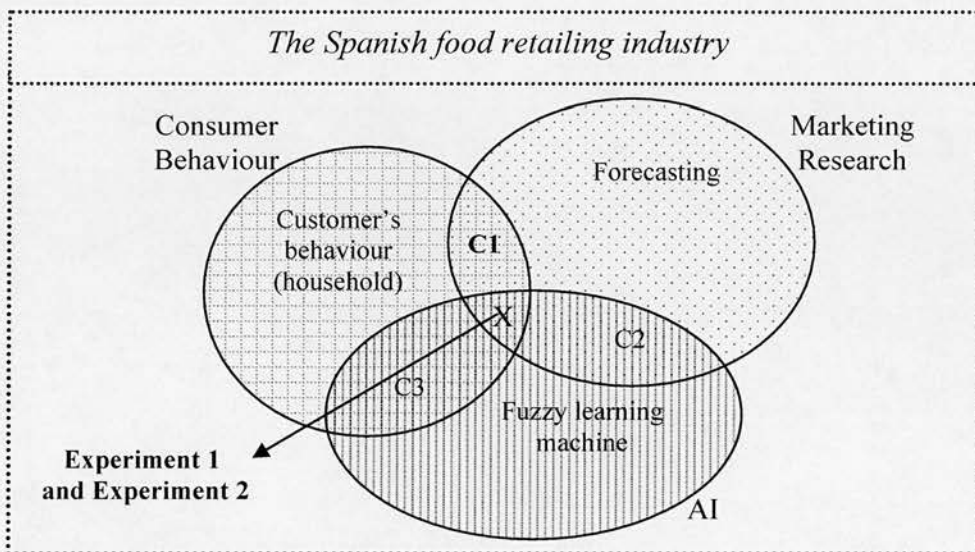 The Spanish food retailing industry
Consumer
Behaviour
Marketing
Research
Forecasting
Customer's
behaviour
(household)
C1
X
C2
C3
Fuzzy learning
machine
Experiment 1
and Experiment 2
AI